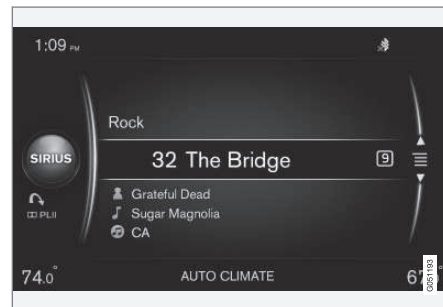 1:09 PM
Rock
SIRIUS
32 The Bridge
9
Grateful Dead
Sugar Magnolia
CA
PLII
74.0°
AUTO CLIMATE
G051193